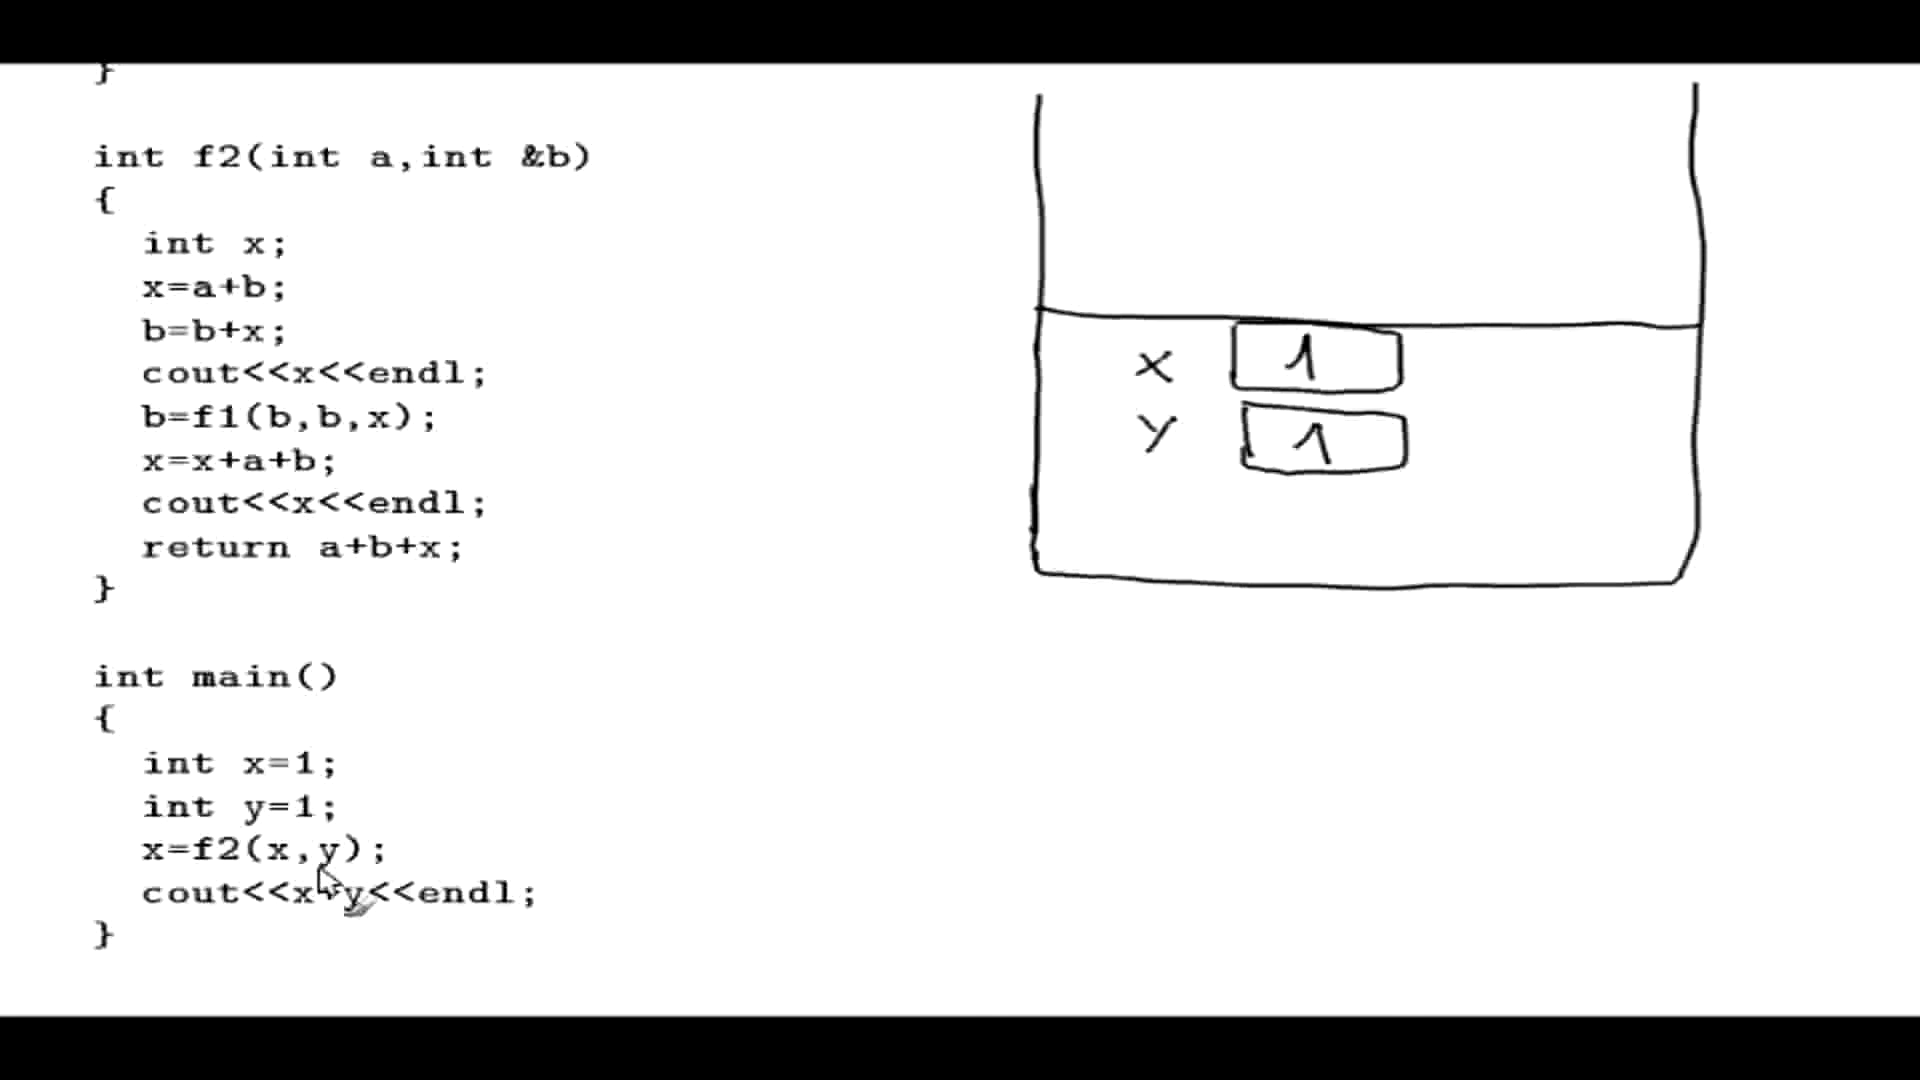 }
int f2(int a,int &b)
{
int x;
x=a+b;
b=b+x;
cout<<x<<endl;
b=f1(b,b,x);
x=x+a+b;
cout<<x<<endl;
return a+b+x;
}
int main()
{
int x=1;
int y=1;
x=f2(x,y);
cout<<x y<<endl;
}
x 1
y 1